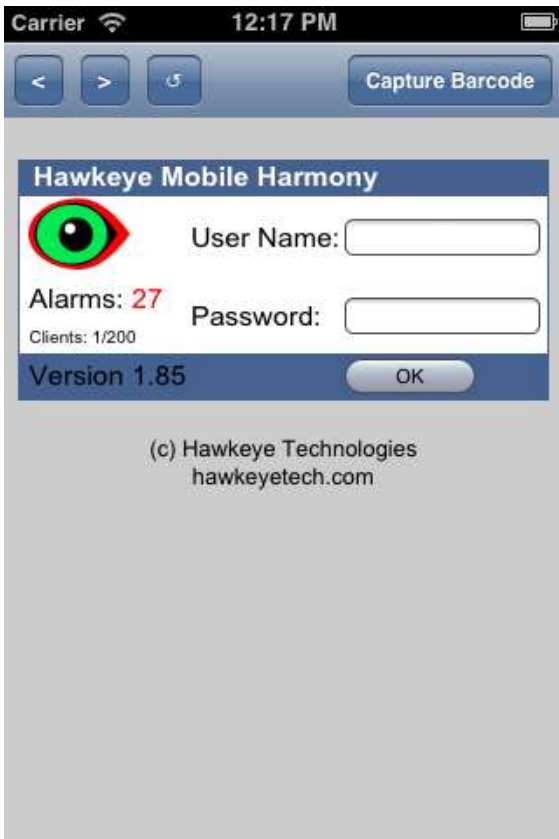 Carrier 12:17 PM
< > ↺ Capture Barcode
Hawkeye Mobile Harmony
User Name:
Alarms: 27
Password:
Clients: 1/200
Version 1.85 OK
(c) Hawkeye Technologies
hawkeyetech.com